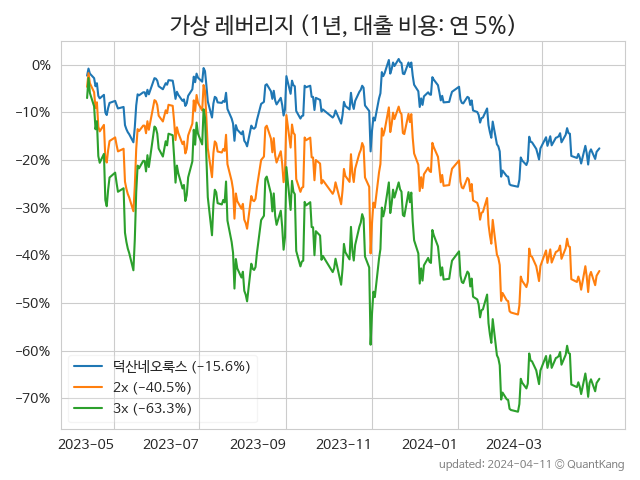 가상 레버리지 (1년, 대출 비용: 연 5%)
0%
−10%
−20%
−30%
−40%
−50%
−60%
−70%
덕산네오룩스 (−15.6%)
2x (−40.5%)
3x (−63.3%)
2023-05 2023-07 2023-09 2023-11 2024-01 2024-03
updated: 2024-04-11 © QuantKang